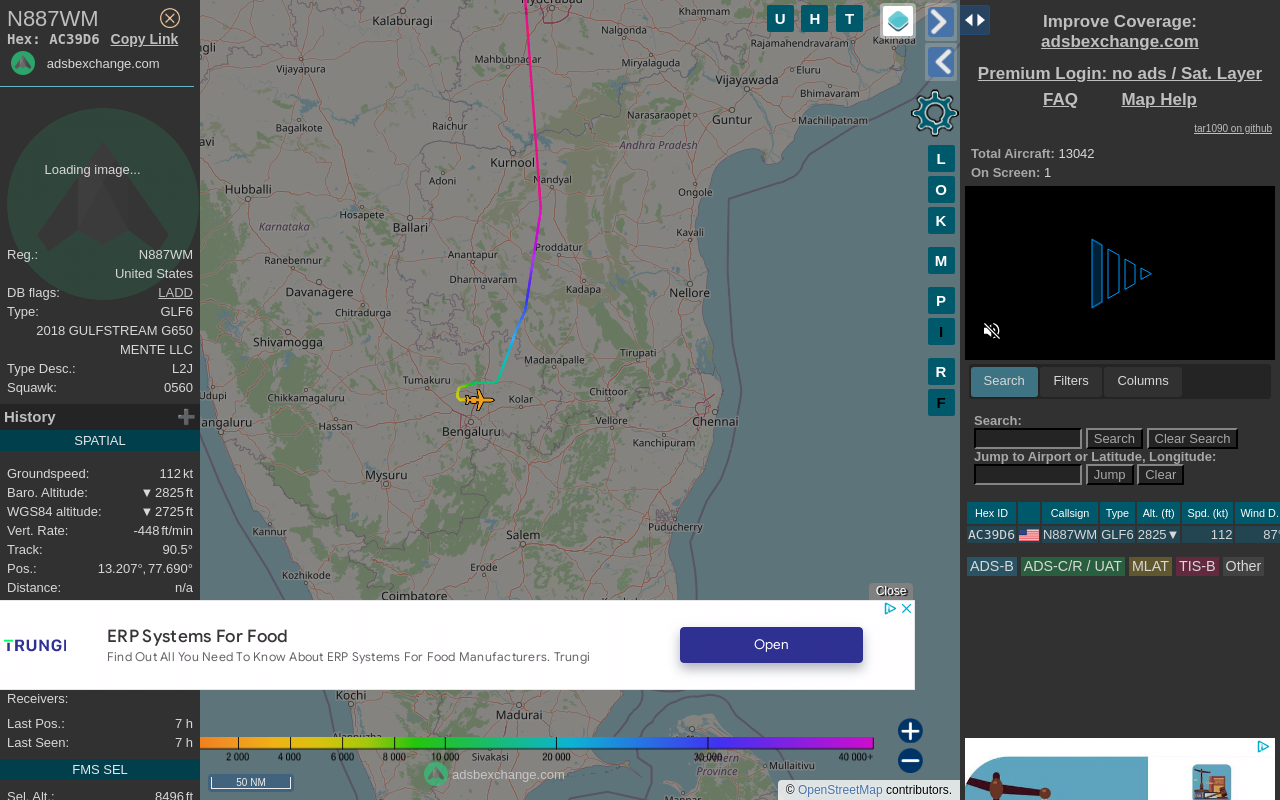 N887WM
Hex: AC39D6 Copy Link
adsbexchange.com
Loading image...
Reg.: N887WM
United States
DB flags: LADD
Type: GLF6
2018 GULFSTREAM G650
MENTE LLC
Type Desc.: L2J
Squawk: 0560
History
SPATIAL
Groundspeed: 112 kt
Baro. Altitude: ▼ 2825 ft
WGS84 altitude: ▼ 2725 ft
Vert. Rate: -448 ft/min
Track: 90.5°
Pos.: 13.207°, 77.690°
Distance: n/a
Receivers:
Last Pos.: 7 h
Last Seen: 7 h
FMS SEL
Sel. Alt.: 8496 ft
Hyderabad
Kalaburagi
Khammam
Nalgonda
Rajamahendravaram
Kakinada
Mahbubnagar
Miryalaguda
Eluru
Vijayapura
Vijayawada
Bhimavaram
Narasaraopet
Guntur
Machilipatnam
Bagalkote
Raichur
Andhra Pradesh
Kurnool
Adoni
Nandyal
Hubballi
Ongole
Hosapete
Ballari
Karnataka
Kavali
Proddatur
Anantapur
Ranebennur
Dharmavaram
Kadapa
Nellore
Davanagere
Chitradurga
Shivamogga
Madanapalle
Tirupati
Tumakuru
Chittoor
Udupi
Chikkamagaluru
Kolar
Vellore
Chennai
angaluru
Hassan
Bengaluru
Kanchipuram
Mysuru
Puducherry
Kannur
Salem
Erode
Kozhikode
Coimbatore
Close
TRUNGI
ERP Systems For Food
Find Out All You Need To Know About ERP Systems For Food Manufacturers. Trungi
Open
Kochi
Madurai
Sivakasi
Northern
Province
Mullaitivu
2 000 4 000 6 000 8 000 10 000 20 000 30 000 40 000+
adsbexchange.com
50 NM
© OpenStreetMap contributors.
U H T
L
O
K
M
P
I
R
F
Improve Coverage:
adsbexchange.com
Premium Login: no ads / Sat. Layer
FAQ Map Help
tar1090 on github
Total Aircraft: 13042
On Screen: 1
Search Filters Columns
Search:
Search Clear Search
Jump to Airport or Latitude, Longitude:
Jump Clear
Hex ID Callsign Type Alt. (ft) Spd. (kt) Wind D.
AC39D6 N887WM GLF6 2825▼ 112 87°
ADS-B ADS-C/R / UAT MLAT TIS-B Other